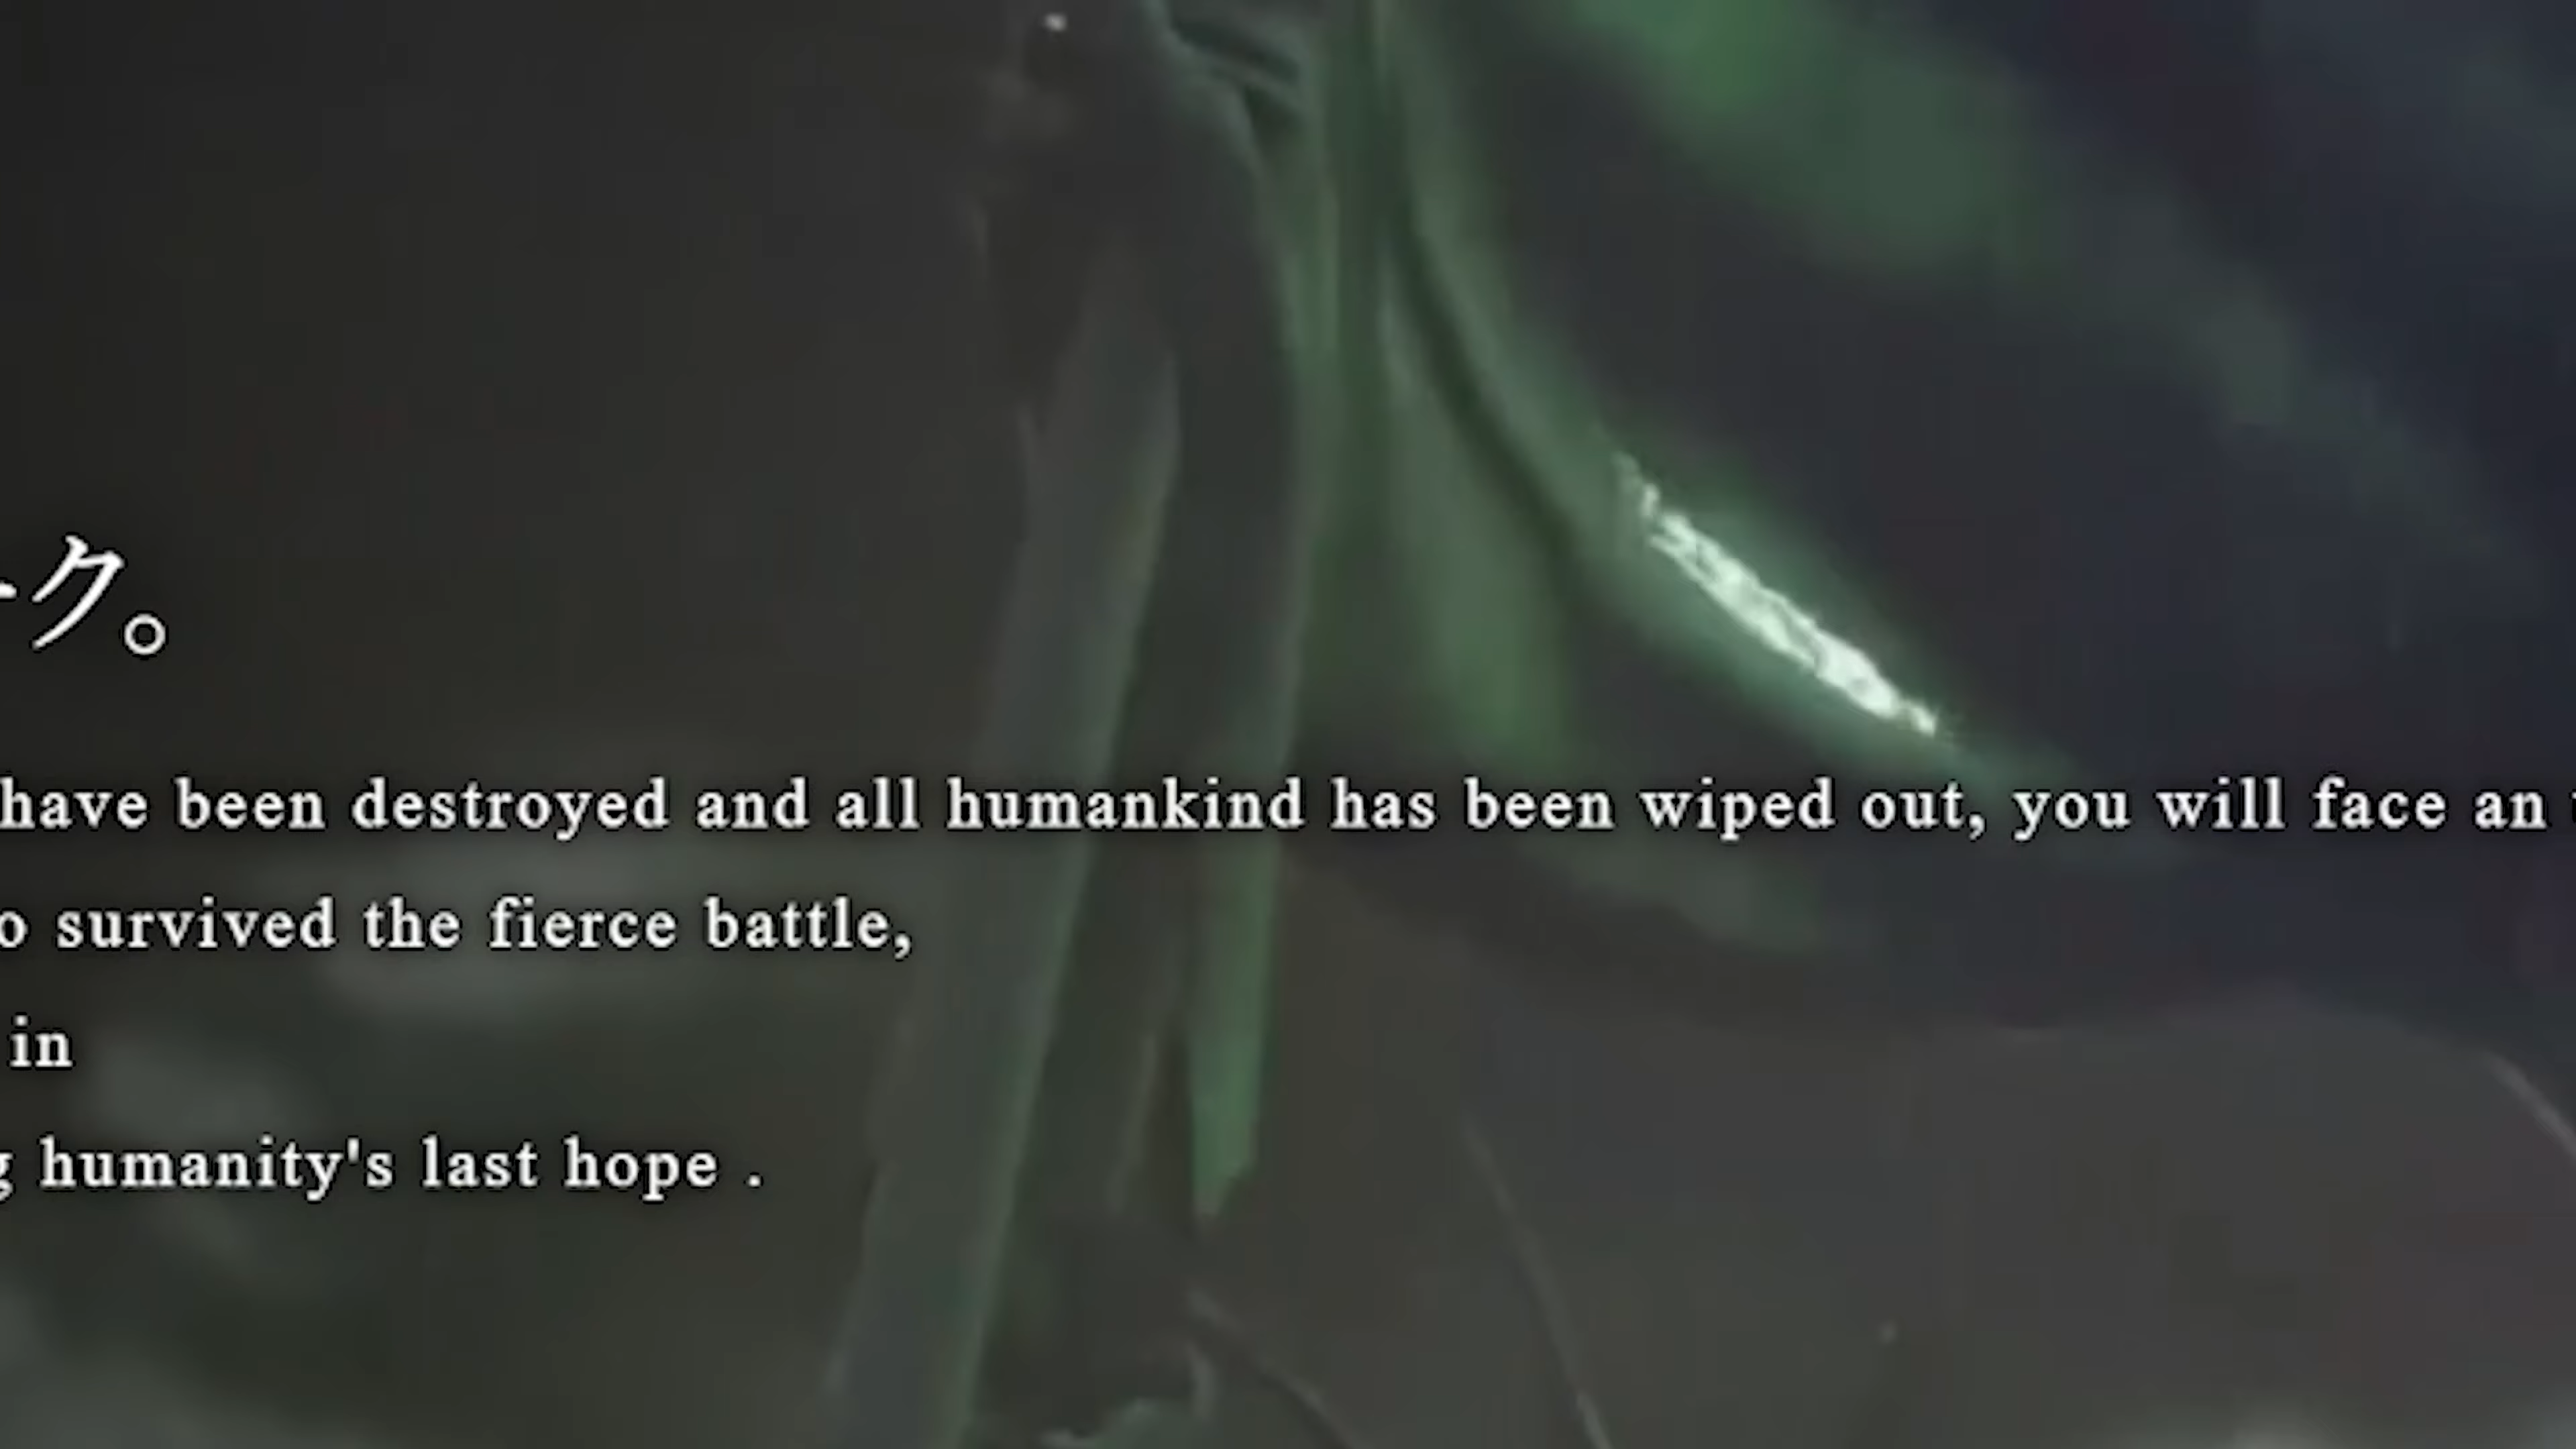 ーク。
have been destroyed and all humankind has been wiped out, you will face an
survived the fierce battle,
in
humanity's last hope .